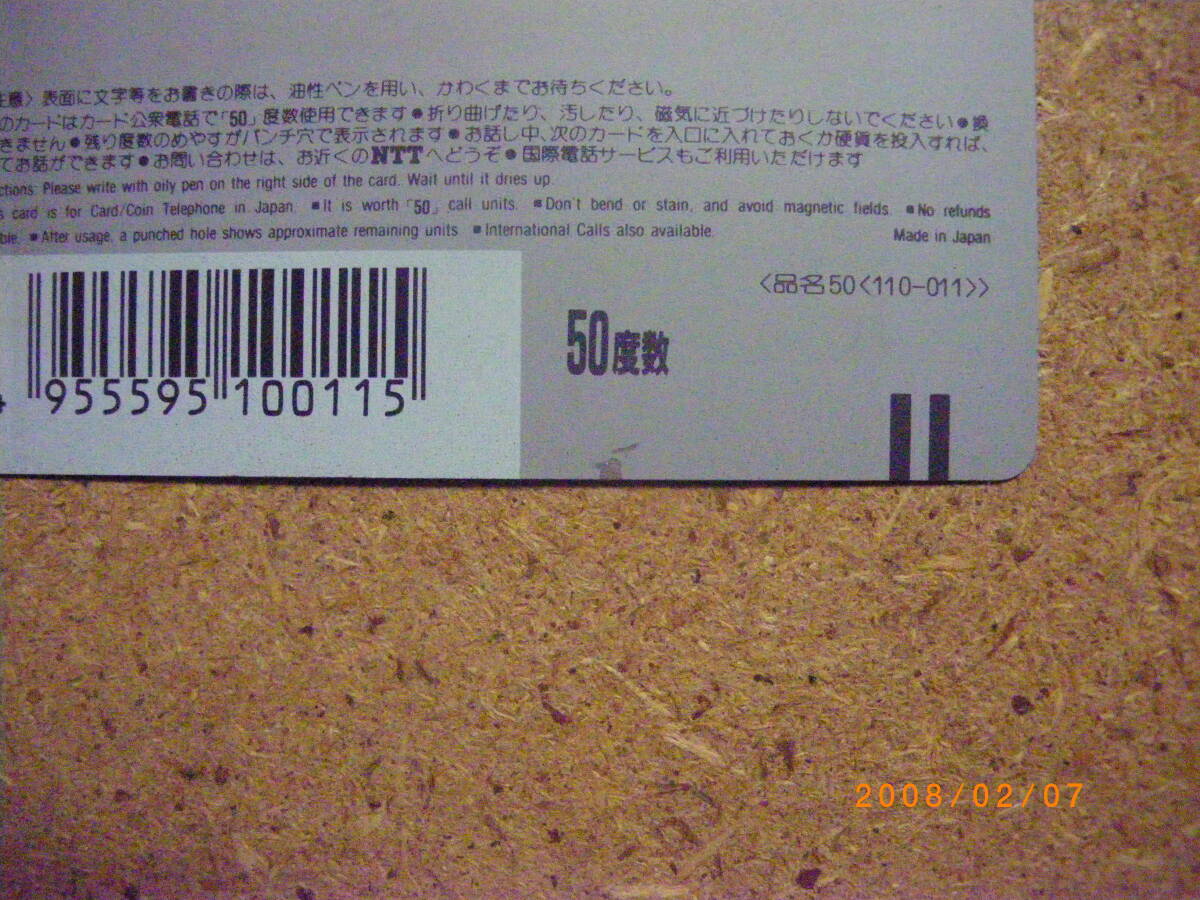 注意〉表面に文字等をお書きの際は、油性ペンを用い、かわくまでお待ちください。
のカードはカード公衆電話で「50」度数使用できます●折り曲げたり、汚したり、磁気に近づけたりしないでください●換
きません●残り度数のめやすがパンチ穴で表示されます●お話し中、次のカードを入口に入れておくか硬貨を投入すれば、
てお話ができます●お問い合わせは、お近くのNTTへどうぞ●国際電話サービスもご利用いただけます
ctions: Please write with oily pen on the right side of the card. Wait until it dries up.
s card is for Card/Coin Telephone in Japan. ■It is worth「50」call units. ■Don't bend or stain, and avoid magnetic fields. ■No refunds
ble. ■After usage, a punched hole shows approximate remaining units ■International Calls also available. Made in Japan
〈品名50〈110-011〉〉
50度数
955595 100115
2008/02/07